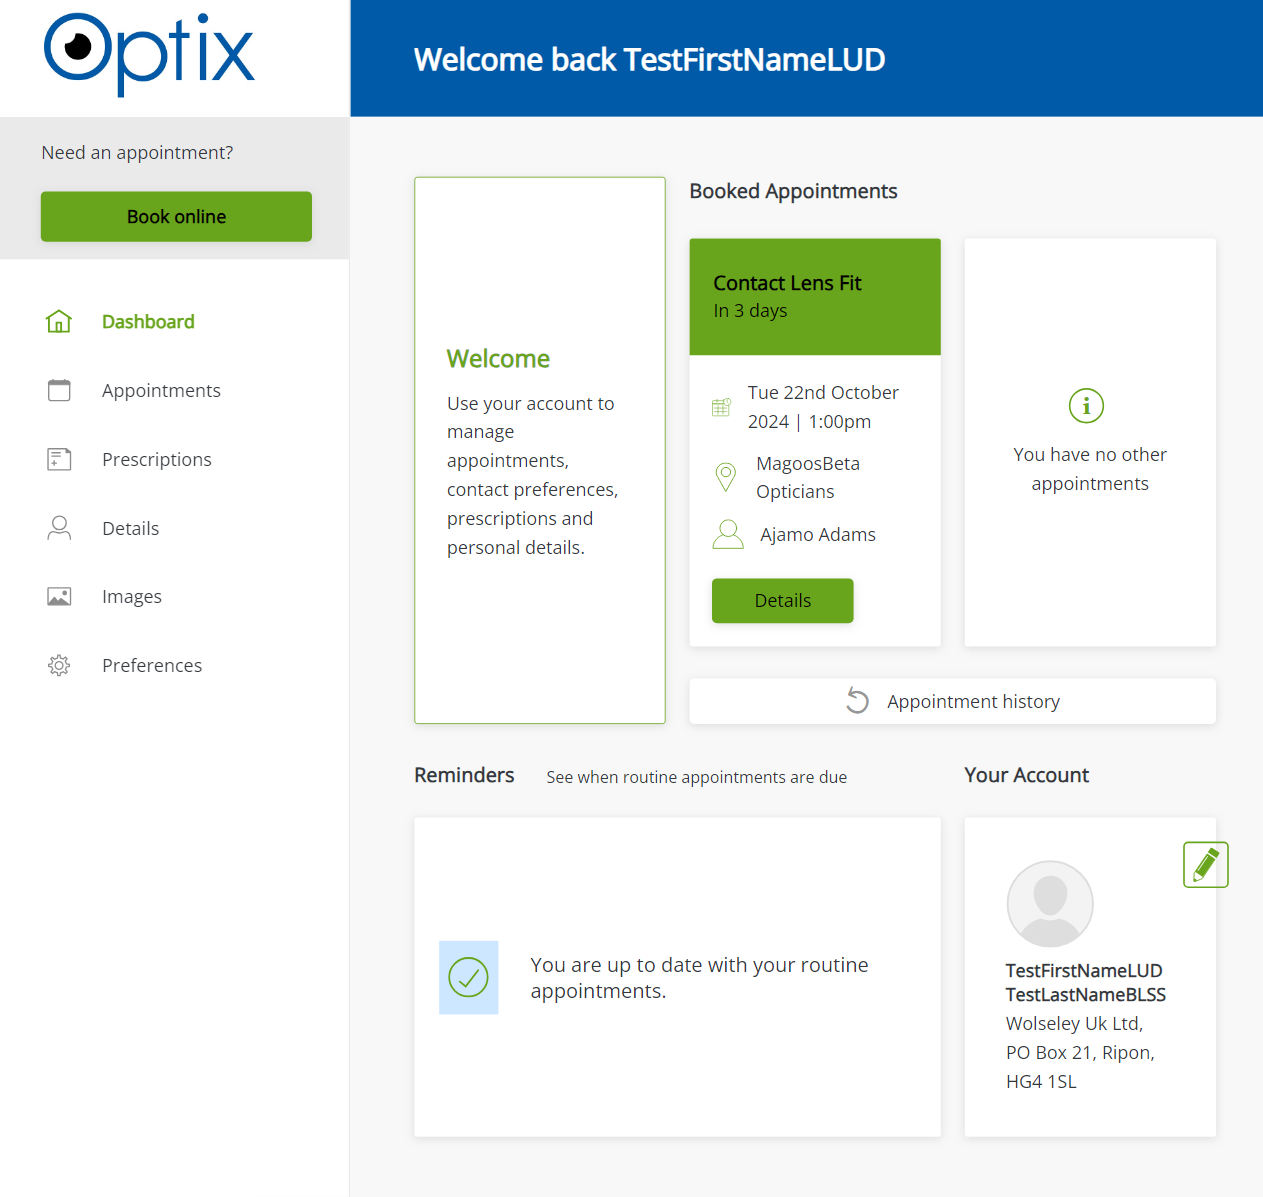 Optix
Welcome back TestFirstNameLUD
Need an appointment?
Book online
Dashboard
Appointments
Prescriptions
Details
Images
Preferences
Welcome
Use your account to
manage
appointments,
contact preferences,
prescriptions and
personal details.
Booked Appointments
Contact Lens Fit
In 3 days
Tue 22nd October
2024 | 1:00pm
MagoosBeta
Opticians
Ajamo Adams
Details
You have no other
appointments
Appointment history
Reminders
See when routine appointments are due
You are up to date with your routine
appointments.
Your Account
TestFirstNameLUD
TestLastNameBLSS
Wolseley Uk Ltd,
PO Box 21, Ripon,
HG4 1SL